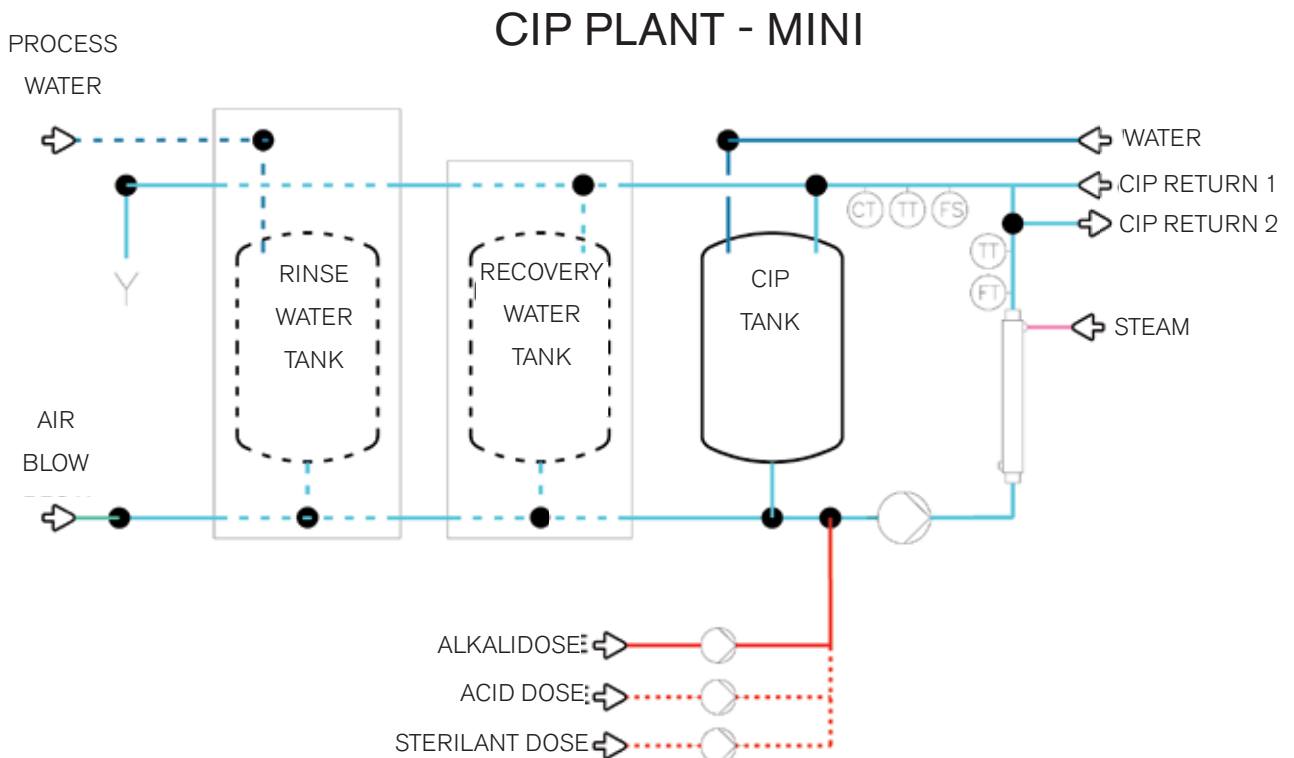 CIP PLANT - MINI
PROCESS
WATER
WATER
CIP RETURN 1
CIP RETURN 2
CT
TT
FS
TT
FT
RINSE
WATER
TANK
RECOVERY
WATER
TANK
CIP
TANK
STEAM
AIR
BLOW
ALKALIDOSE
ACID DOSE
STERILANT DOSE